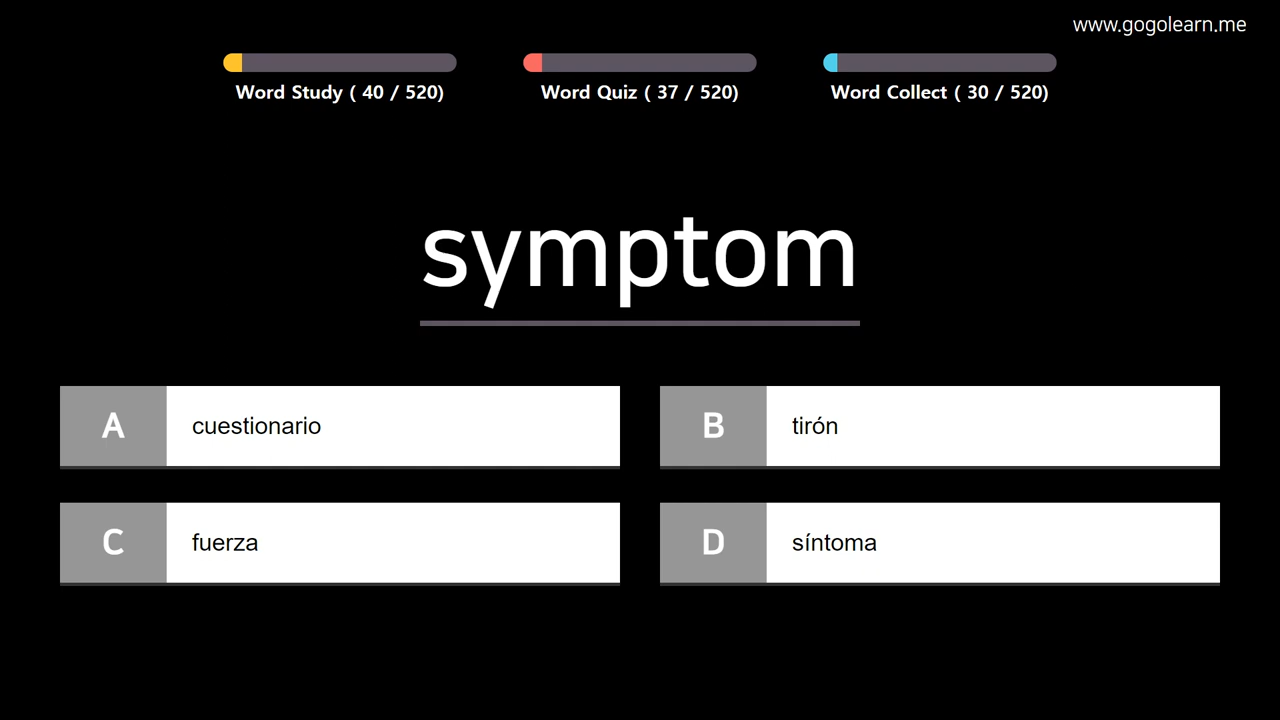 www.gogolearn.me
Word Study ( 40 / 520)
Word Quiz ( 37 / 520)
Word Collect ( 30 / 520)
symptom
A cuestionario
B tirón
C fuerza
D síntoma